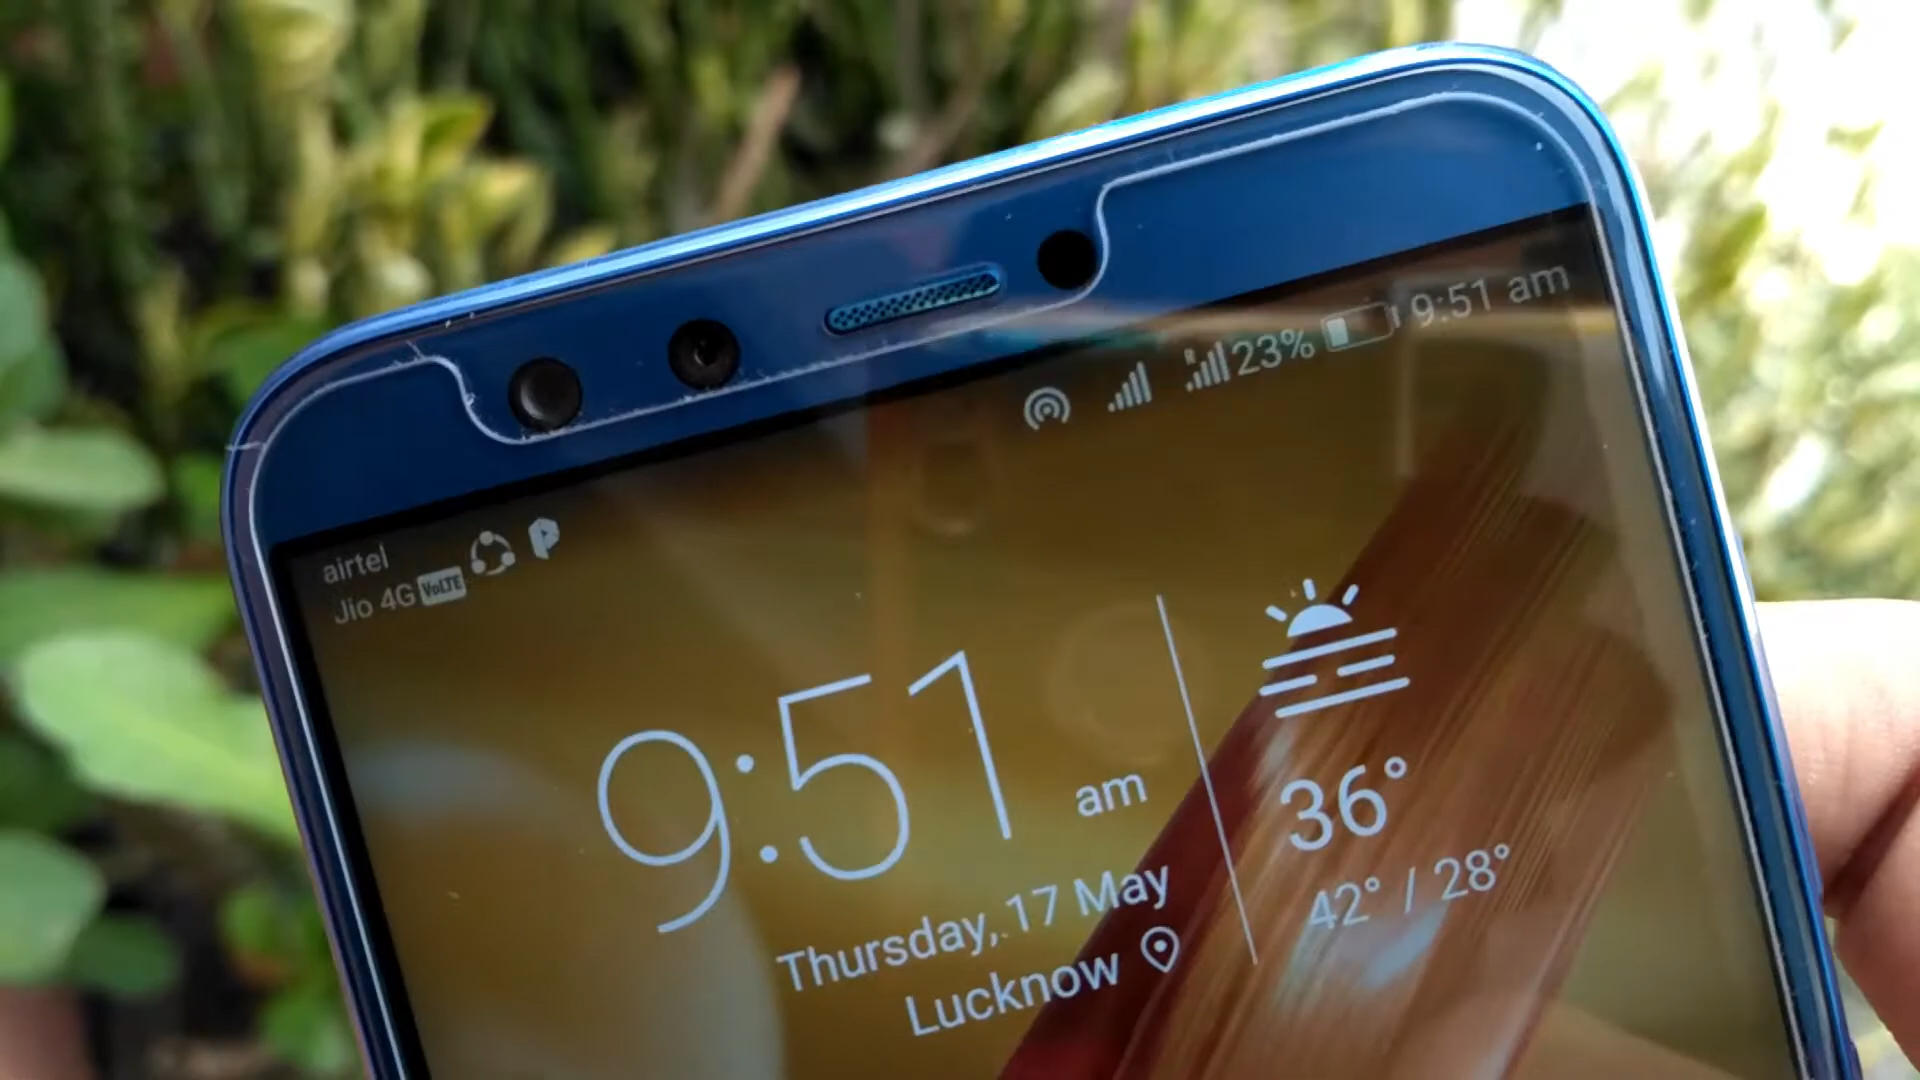 airtel
Jio 4G VoLTE
R 23% 9:51 am
9:51 am
Thursday, 17 May
Lucknow
36°
42° / 28°